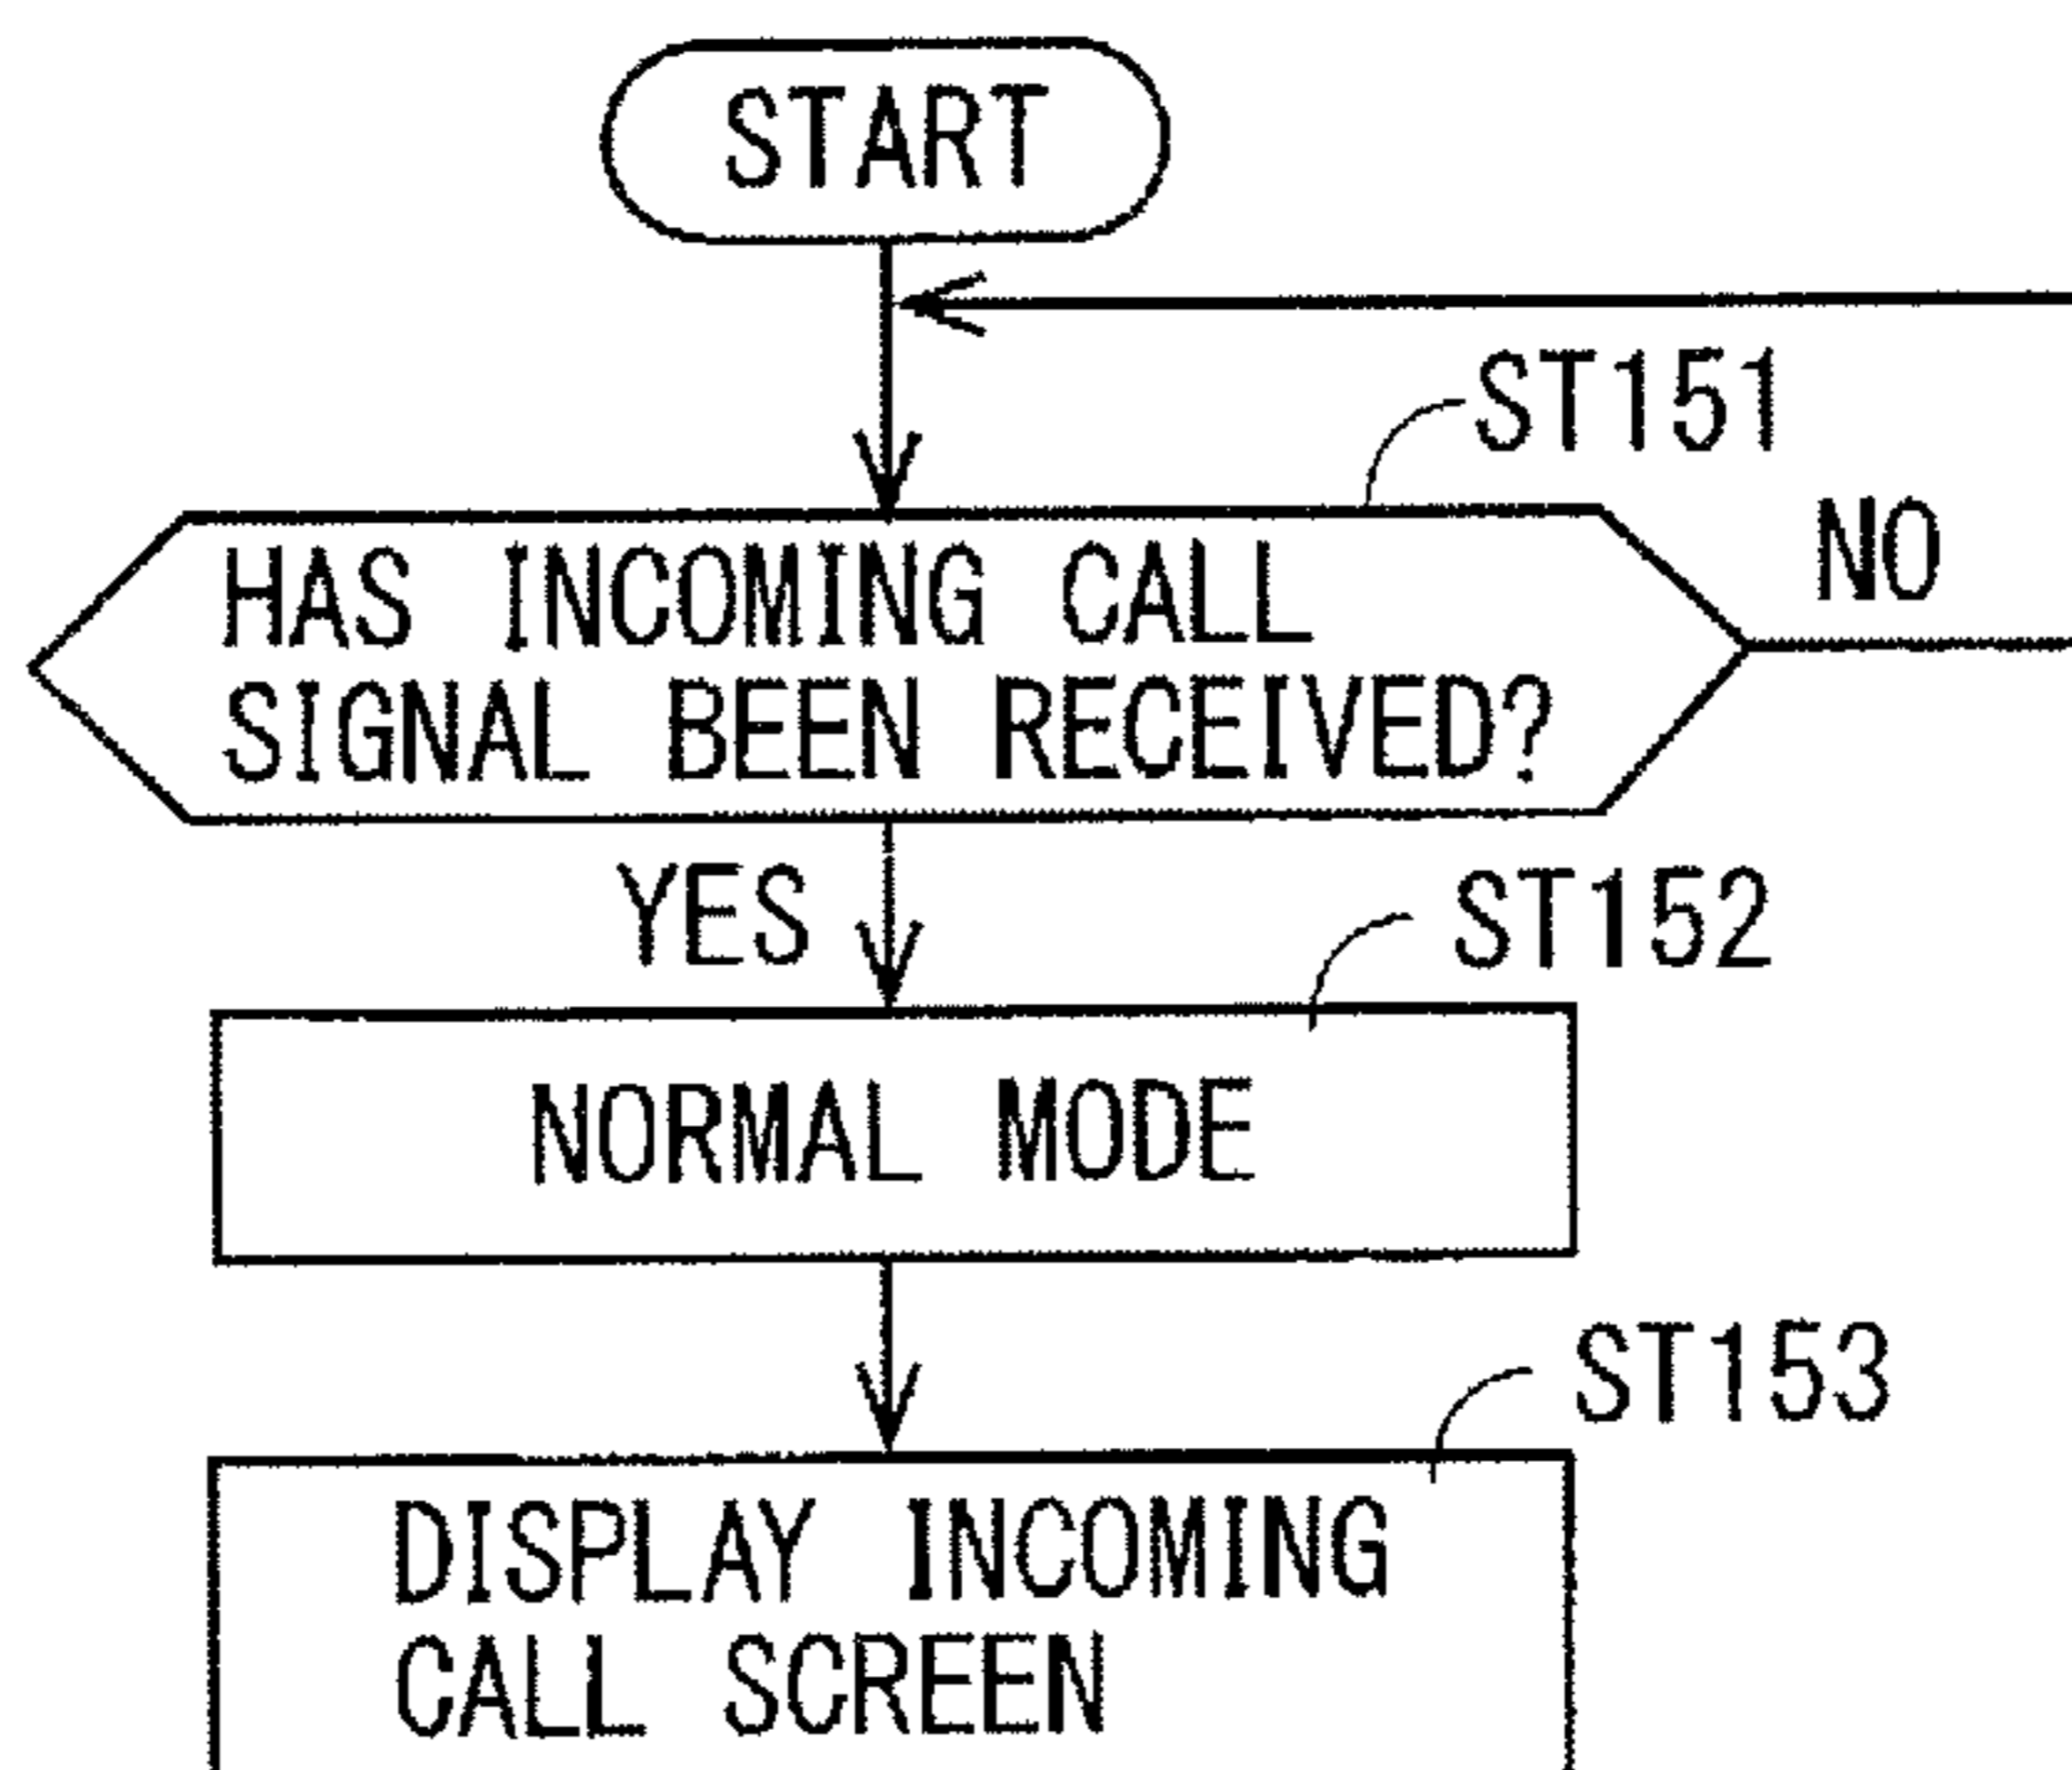 START
ST151
HAS INCOMING CALL
SIGNAL BEEN RECEIVED?
NO
YES
ST152
NORMAL MODE
ST153
DISPLAY INCOMING
CALL SCREEN